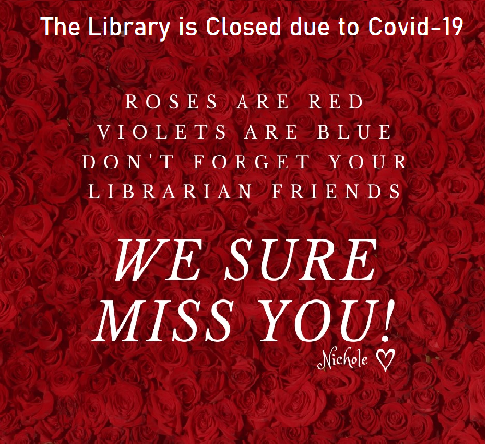 The Library is Closed due to Covid-19
ROSES ARE RED
VIOLETS ARE BLUE
DON'T FORGET YOUR
LIBRARIAN FRIENDS
WE SURE
MISS YOU!
Nichole ♡